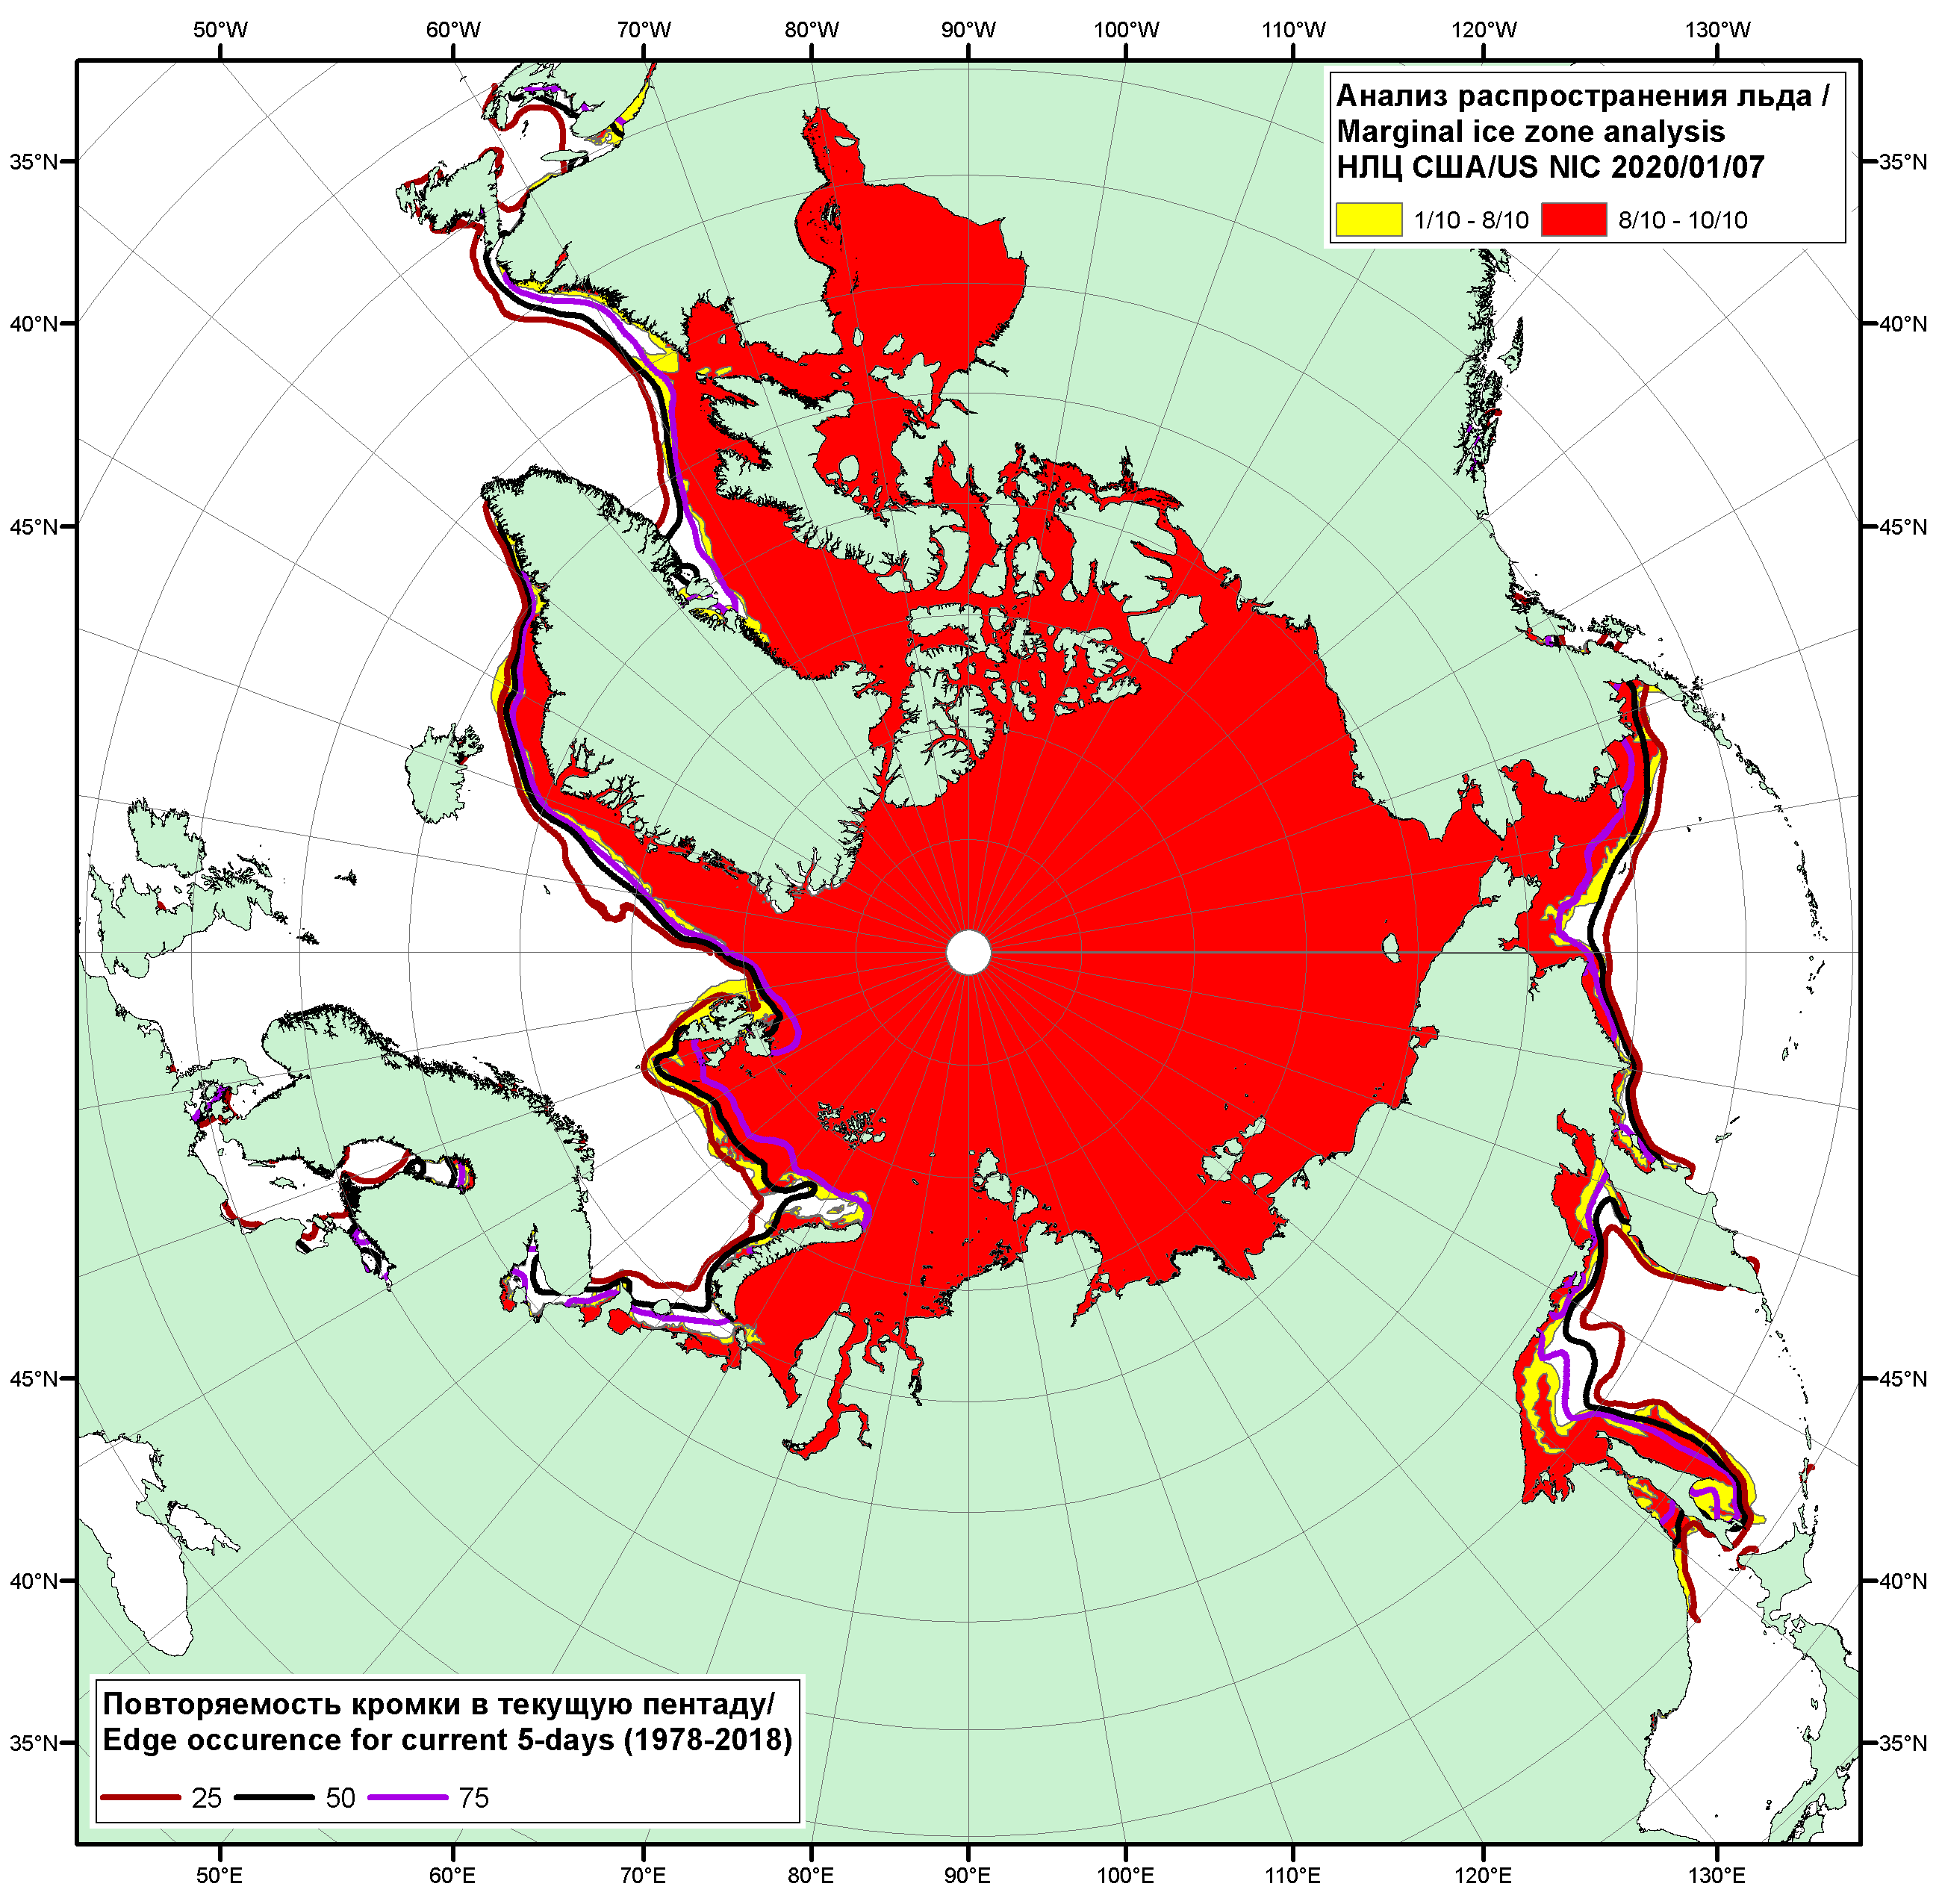 50°W 60°W 70°W 80°W 90°W 100°W 110°W 120°W 130°W
Анализ распространения льда /
Marginal ice zone analysis
НЛЦ США/US NIC 2020/01/07
1/10 - 8/10 8/10 - 10/10
35°N 35°N
40°N 40°N
45°N 45°N
45°N 45°N
40°N 40°N
35°N 35°N
Повторяемость кромки в текущую пентаду/
Edge occurence for current 5-days (1978-2018)
25 50 75
50°E 60°E 70°E 80°E 90°E 100°E 110°E 120°E 130°E